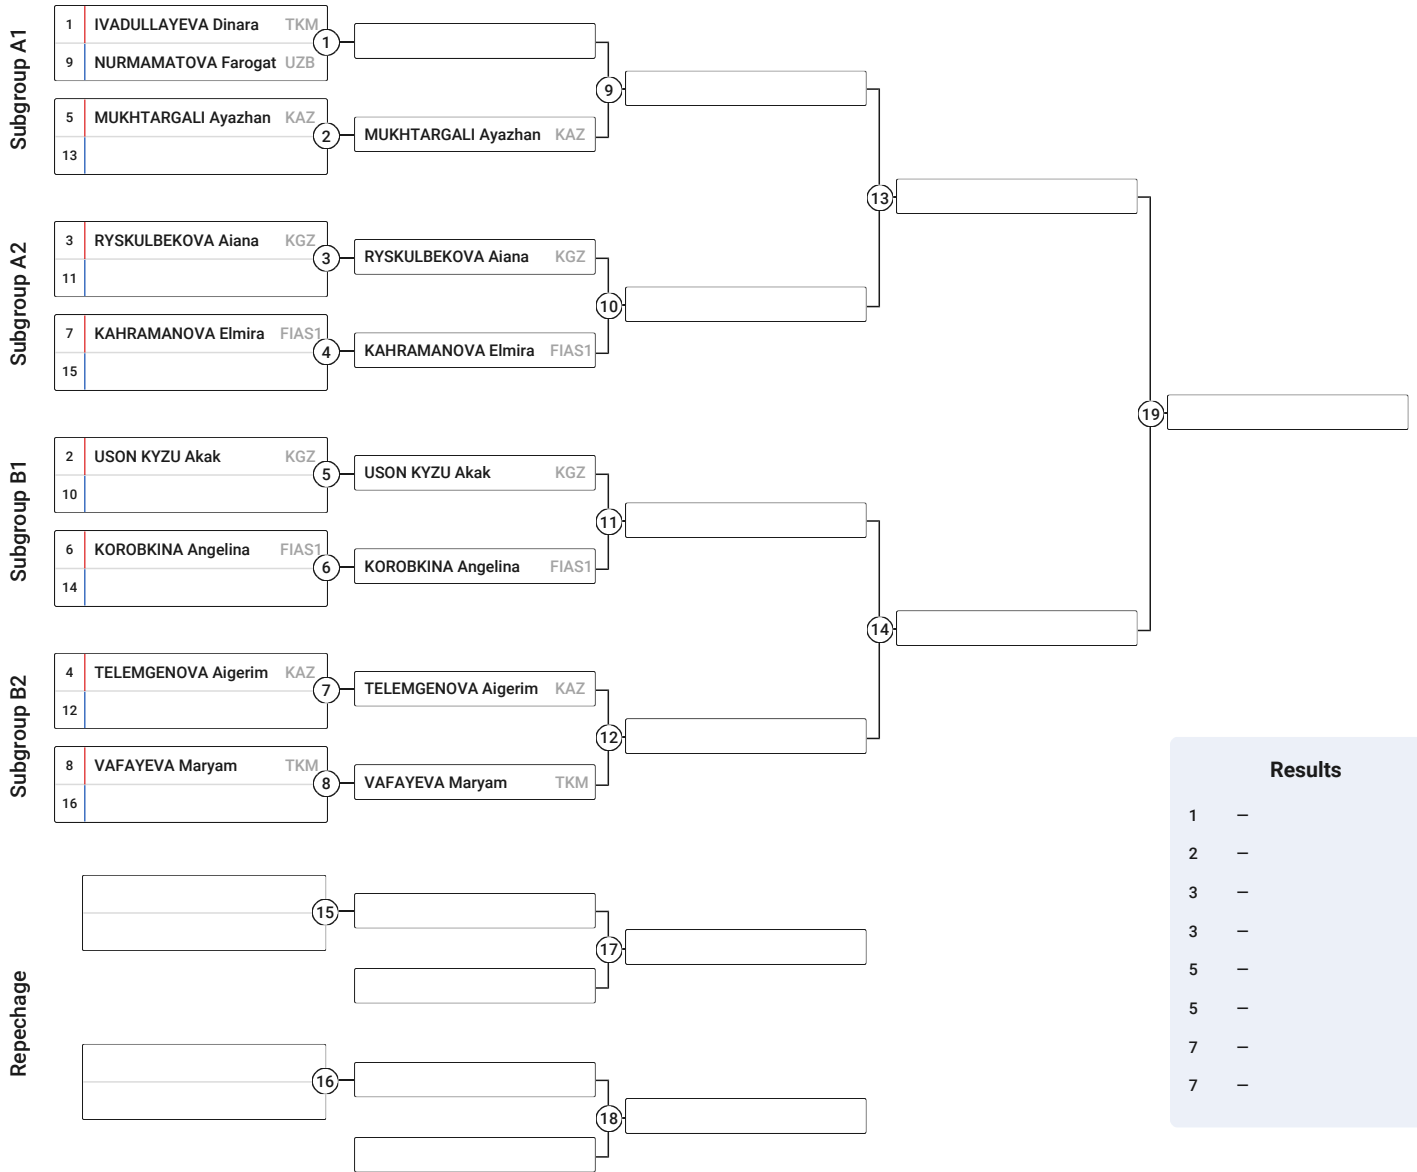 Subgroup A1
1 IVADULLAYEVA Dinara TKM
9 NURMAMATOVA Farogat UZB
1
5 MUKHTARGALI Ayazhan KAZ
13
2
MUKHTARGALI Ayazhan KAZ
9
Subgroup A2
3 RYSKULBEKOVA Aiana KGZ
11
3
RYSKULBEKOVA Aiana KGZ
7 KAHRAMANOVA Elmira FIAS1
15
4
KAHRAMANOVA Elmira FIAS1
10
13
Subgroup B1
2 USON KYZU Akak KGZ
10
5
USON KYZU Akak KGZ
6 KOROBKINA Angelina FIAS1
14
6
KOROBKINA Angelina FIAS1
11
Subgroup B2
4 TELEMGENOVA Aigerim KAZ
12
7
TELEMGENOVA Aigerim KAZ
8 VAFAYEVA Maryam TKM
16
8
VAFAYEVA Maryam TKM
12
14
19
Repechage
15
17
16
18
Results
1 –
2 –
3 –
3 –
5 –
5 –
7 –
7 –